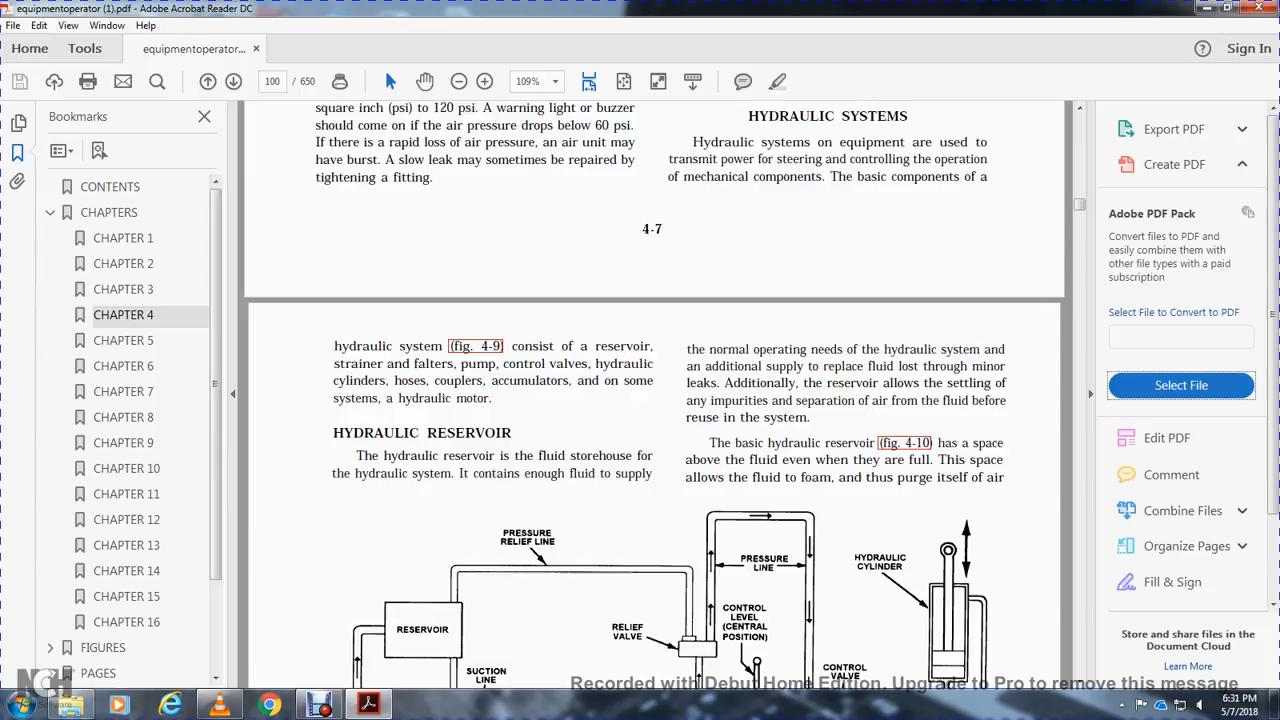 equipmentoperator (1).pdf - Adobe Acrobat Reader DC
File Edit View Window Help
Home Tools equipmentoperator... × Sign In
100 / 650 109%
Bookmarks
CONTENTS
CHAPTERS
CHAPTER 1
CHAPTER 2
CHAPTER 3
CHAPTER 4
CHAPTER 5
CHAPTER 6
CHAPTER 7
CHAPTER 8
CHAPTER 9
CHAPTER 10
CHAPTER 11
CHAPTER 12
CHAPTER 13
CHAPTER 14
CHAPTER 15
CHAPTER 16
FIGURES
PAGES
square inch (psi) to 120 psi. A warning light or buzzer
should come on if the air pressure drops below 60 psi.
If there is a rapid loss of air pressure, an air unit may
have burst. A slow leak may sometimes be repaired by
tightening a fitting.
HYDRAULIC SYSTEMS
Hydraulic systems on equipment are used to
transmit power for steering and controlling the operation
of mechanical components. The basic components of a
4-7
hydraulic system (fig. 4-9) consist of a reservoir,
strainer and falters, pump, control valves, hydraulic
cylinders, hoses, couplers, accumulators, and on some
systems, a hydraulic motor.
HYDRAULIC RESERVOIR
The hydraulic reservoir is the fluid storehouse for
the hydraulic system. It contains enough fluid to supply
the normal operating needs of the hydraulic system and
an additional supply to replace fluid lost through minor
leaks. Additionally, the reservoir allows the settling of
any impurities and separation of air from the fluid before
reuse in the system.
The basic hydraulic reservoir (fig. 4-10) has a space
above the fluid even when they are full. This space
allows the fluid to foam, and thus purge itself of air
PRESSURE
RELIEF LINE
RESERVOIR
SUCTION
LINE
RELIEF
VALVE
PRESSURE
LINE
CONTROL
LEVEL
(CENTRAL
POSITION)
CONTROL
VALVE
HYDRAULIC
CYLINDER
Export PDF
Create PDF
Adobe PDF Pack
Convert files to PDF and
easily combine them with
other file types with a paid
subscription
Select File to Convert to PDF
Select File
Edit PDF
Comment
Combine Files
Organize Pages
Fill & Sign
Store and share files in the
Document Cloud
Learn More
NCH
Software
Recorded with Debut Home Edition. Upgrade to Pro to remove this message
6:31 PM
5/7/2018